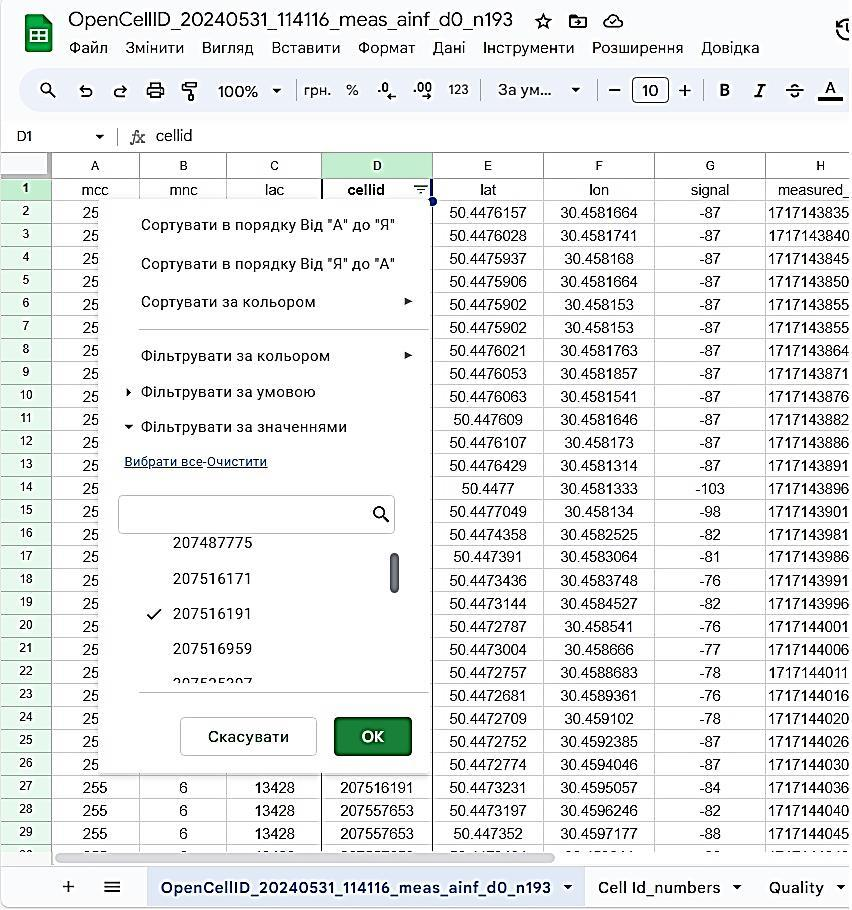 OpenCellID_20240531_114116_meas_ainf_d0_n193
Файл Змінити Вигляд Вставити Формат Дані Інструменти Розширення Довідка
100% грн. % .0 .00 123 За ум... − 10 + B I S A
D1 fx cellid
A B C D E F G H
1 mcc mnc lac cellid lat lon signal measured_
2 25 50.4476157 30.4581664 -87 1717143835
3 25 50.4476028 30.4581741 -87 1717143840
4 25 50.4475937 30.458168 -87 1717143845
5 25 50.4475906 30.4581664 -87 1717143850
6 25 50.4475902 30.458153 -87 1717143855
7 25 50.4475902 30.458153 -87 1717143855
8 25 50.4476021 30.4581763 -87 1717143864
9 25 50.4476053 30.4581857 -87 1717143871
10 25 50.4476063 30.4581541 -87 1717143876
11 25 50.447609 30.4581646 -87 1717143882
12 25 50.4476107 30.458173 -87 1717143886
13 25 50.4476429 30.4581314 -87 1717143891
14 25 50.4477 30.4581333 -103 1717143896
15 25 50.4477049 30.458134 -98 1717143901
16 25 50.4474358 30.4582525 -82 1717143981
17 25 50.447391 30.4583064 -81 1717143986
18 25 50.4473436 30.4583748 -76 1717143991
19 25 50.4473144 30.4584527 -82 1717143996
20 25 50.4472787 30.458541 -76 1717144001
21 25 50.4473004 30.458666 -77 1717144006
22 25 50.4472757 30.4588683 -78 1717144011
23 25 50.4472681 30.4589361 -76 1717144016
24 25 50.4472709 30.459102 -78 1717144020
25 25 50.4472752 30.4592385 -87 1717144026
26 25 50.4472774 30.4594046 -87 1717144030
27 255 6 13428 207516191 50.4473231 30.4595057 -84 1717144036
28 255 6 13428 207557653 50.4473197 30.4596246 -82 1717144040
29 255 6 13428 207557653 50.447352 30.4597177 -88 1717144045
Сортувати в порядку Від "А" до "Я"
Сортувати в порядку Від "Я" до "А"
Сортувати за кольором
Фільтрувати за кольором
Фільтрувати за умовою
Фільтрувати за значеннями
Вибрати все-Очистити
207487775
207516171
207516191
207516959
Скасувати OK
+ OpenCellID_20240531_114116_meas_ainf_d0_n193 Cell Id_numbers Quality